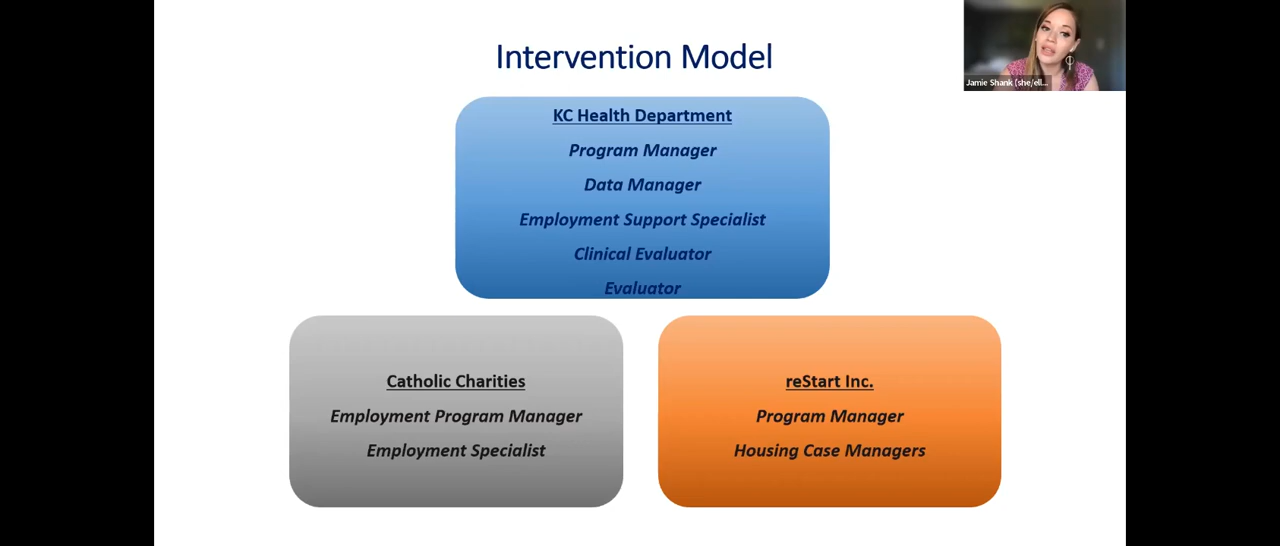 Intervention Model
Jamie Shank (she/ell...
KC Health Department
Program Manager
Data Manager
Employment Support Specialist
Clinical Evaluator
Evaluator
Catholic Charities
Employment Program Manager
Employment Specialist
reStart Inc.
Program Manager
Housing Case Managers